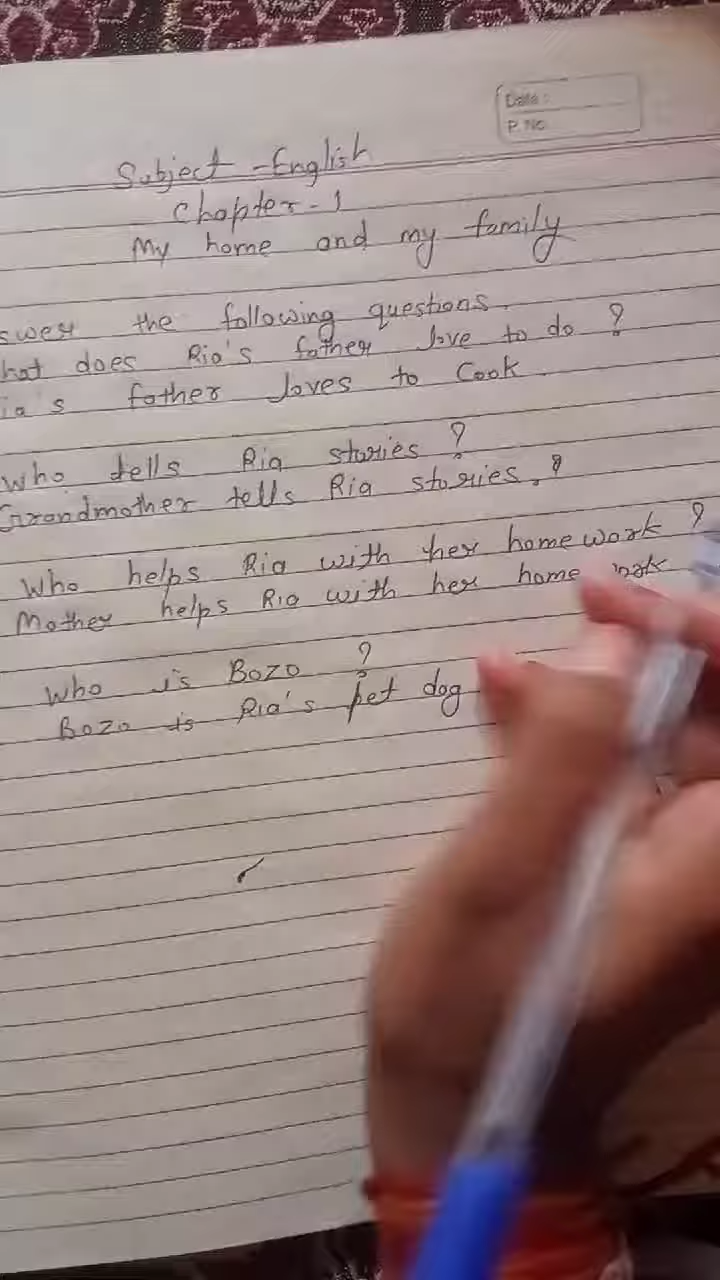 Date :
P. No.
Subject - English
Chapter - 1
My home and my family
swer the following questions.
hat does Ria's father love to do ?
ia's father loves to Cook.
Who tells Ria stories ?
Grandmother tells Ria stories. ?
Who helps Ria with her home work ?
Mother helps Ria with her home
Who is Bozo ?
Bozo is Ria's pet dog